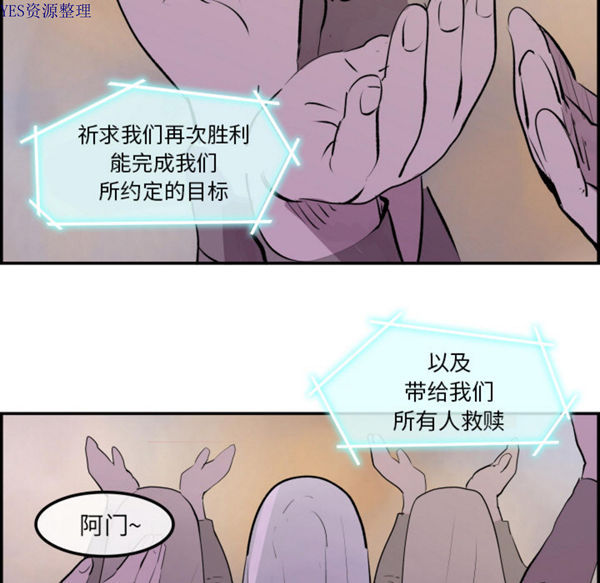 YES资源整理
祈求我们再次胜利
能完成我们
所约定的目标
以及
带给我们
所有人救赎
阿门~